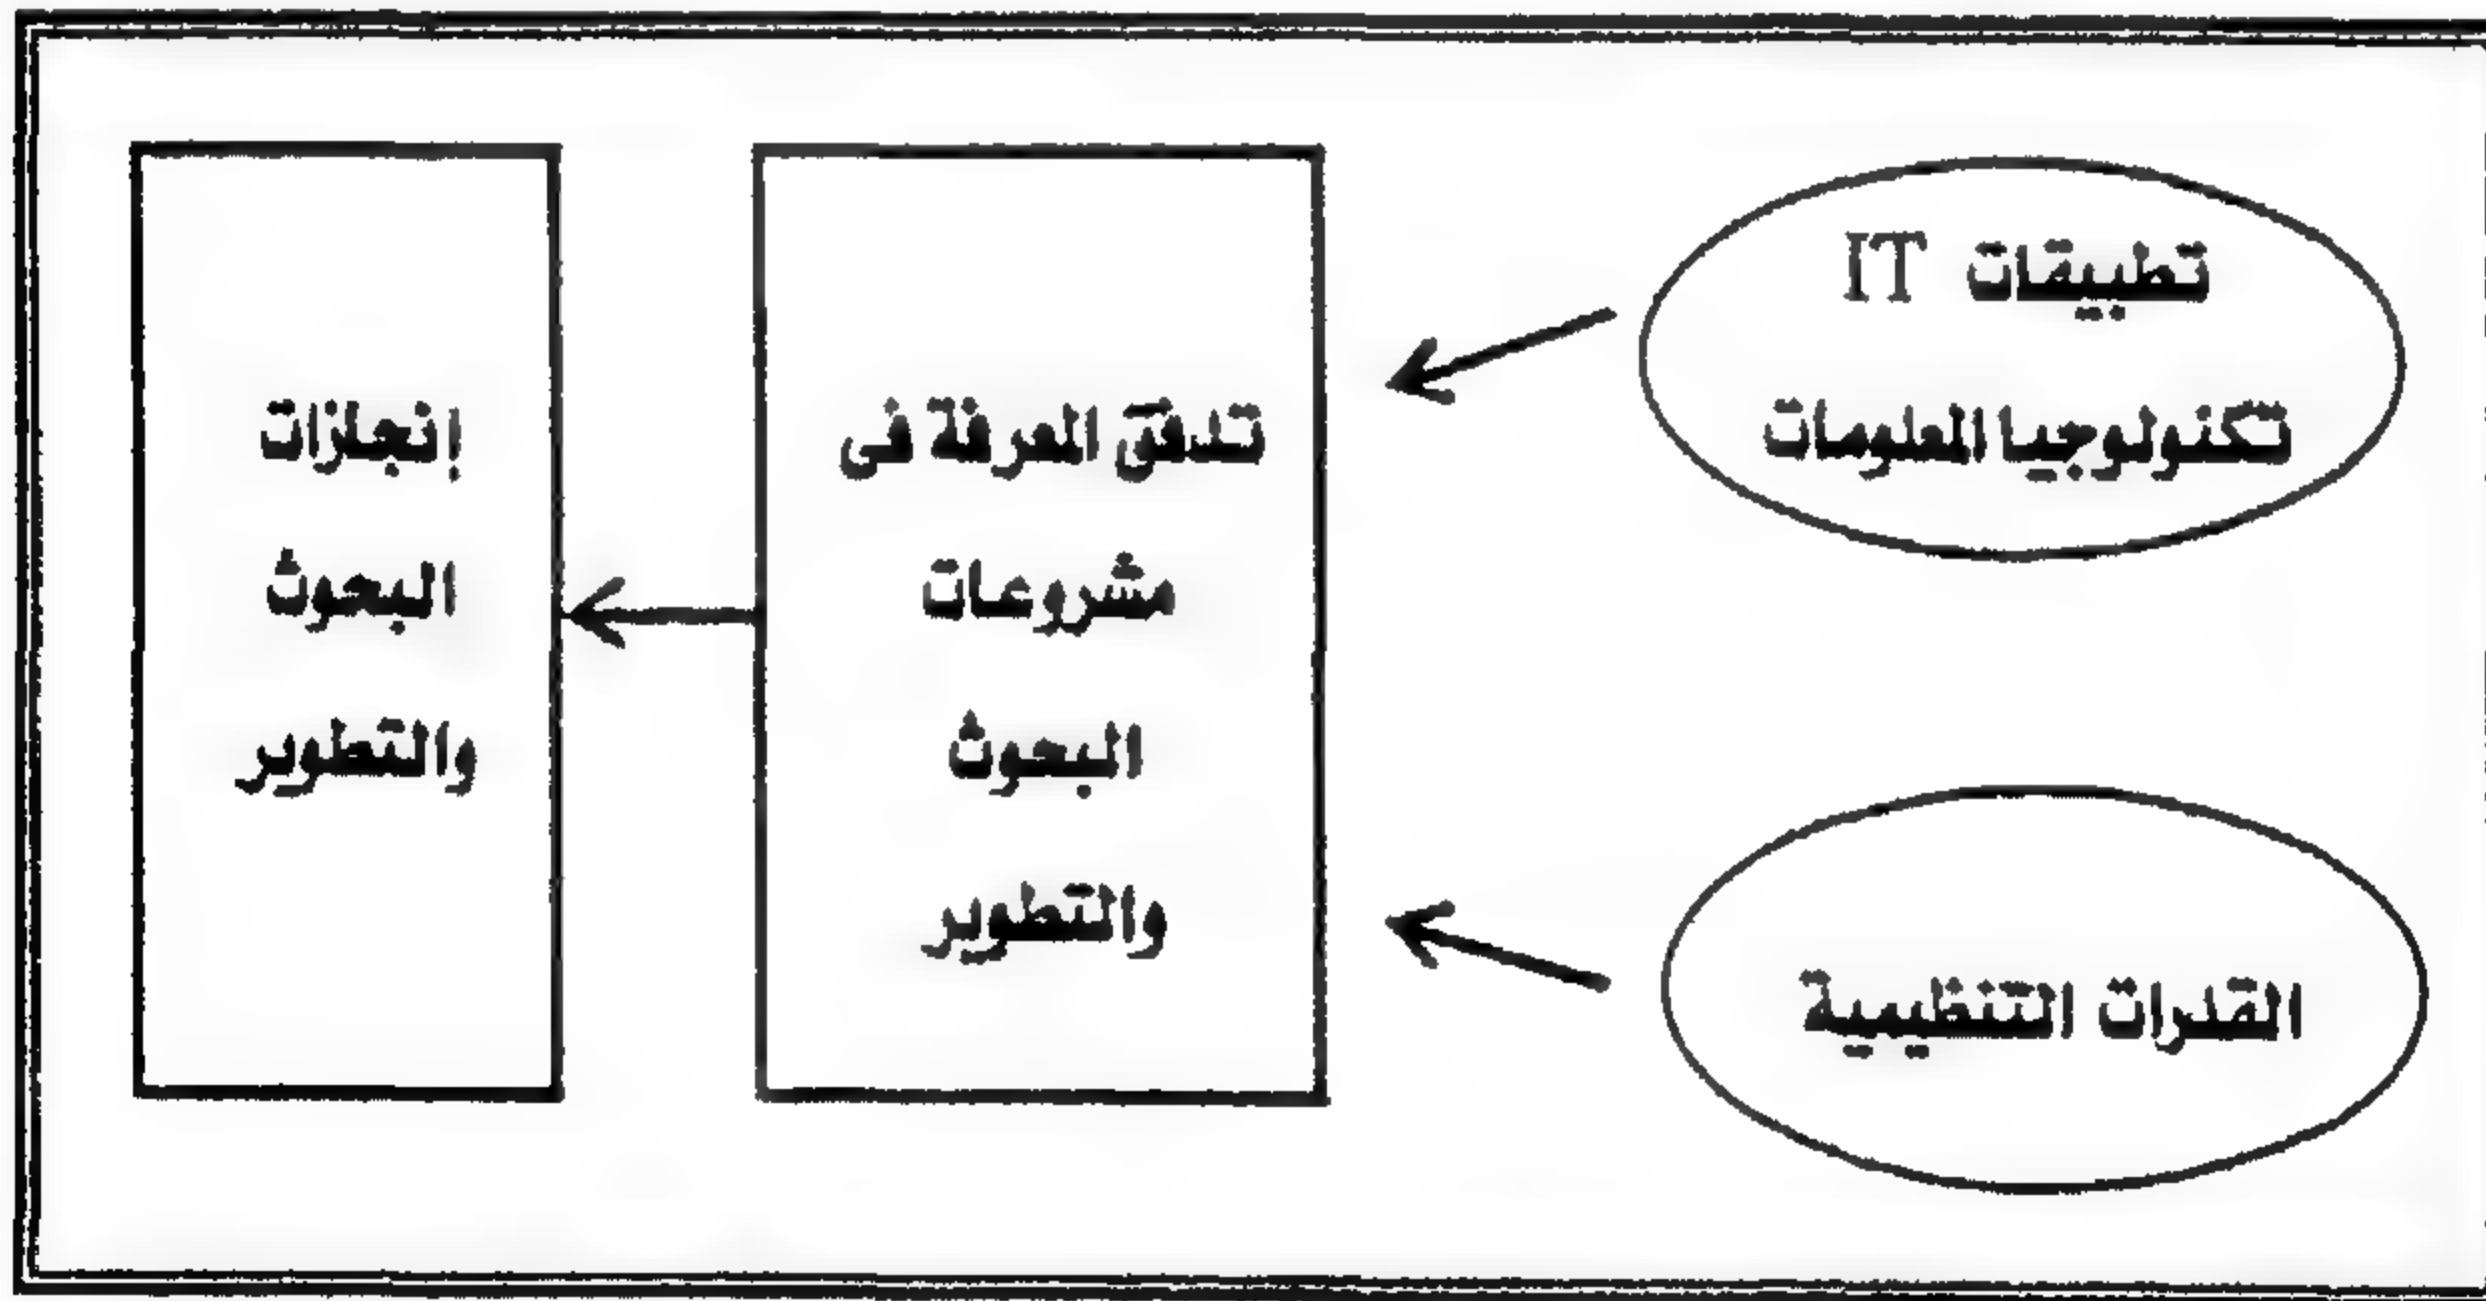 تطبيقات IT
تكنولوجيا المعلومات
القدرات التنظيمية
تدفق المعرفة فى
مشروعات
البحوث
والتطوير
إنجازات
البحوث
والتطوير